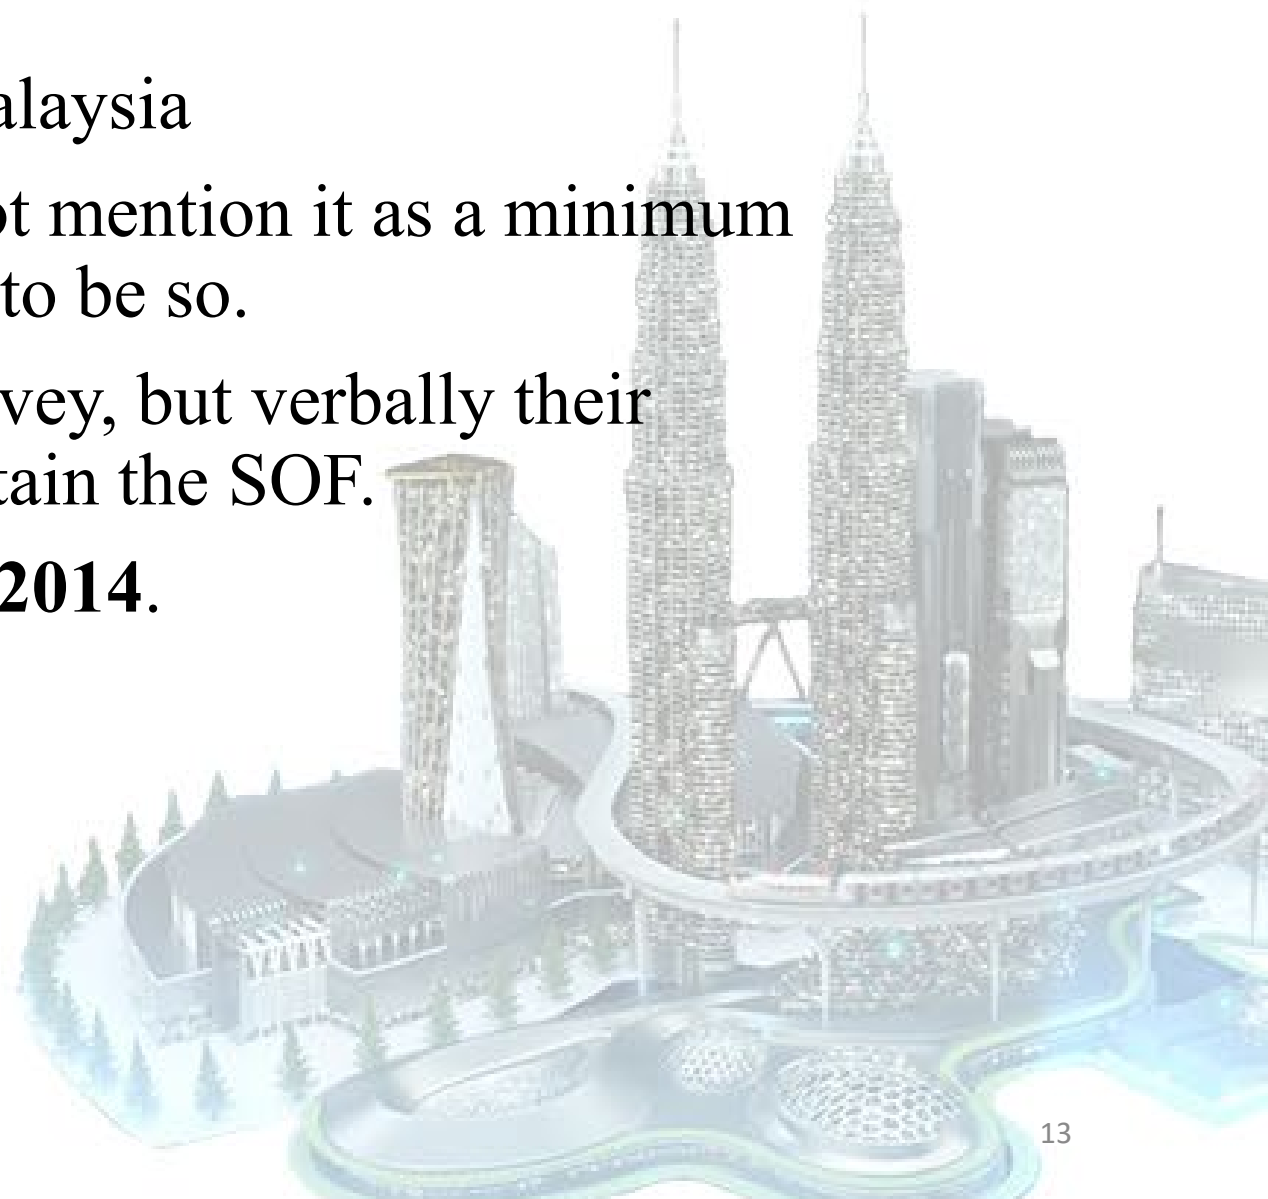 alaysia
ot mention it as a minimum
to be so.
vey, but verbally their
tain the SOF.
2014.
13